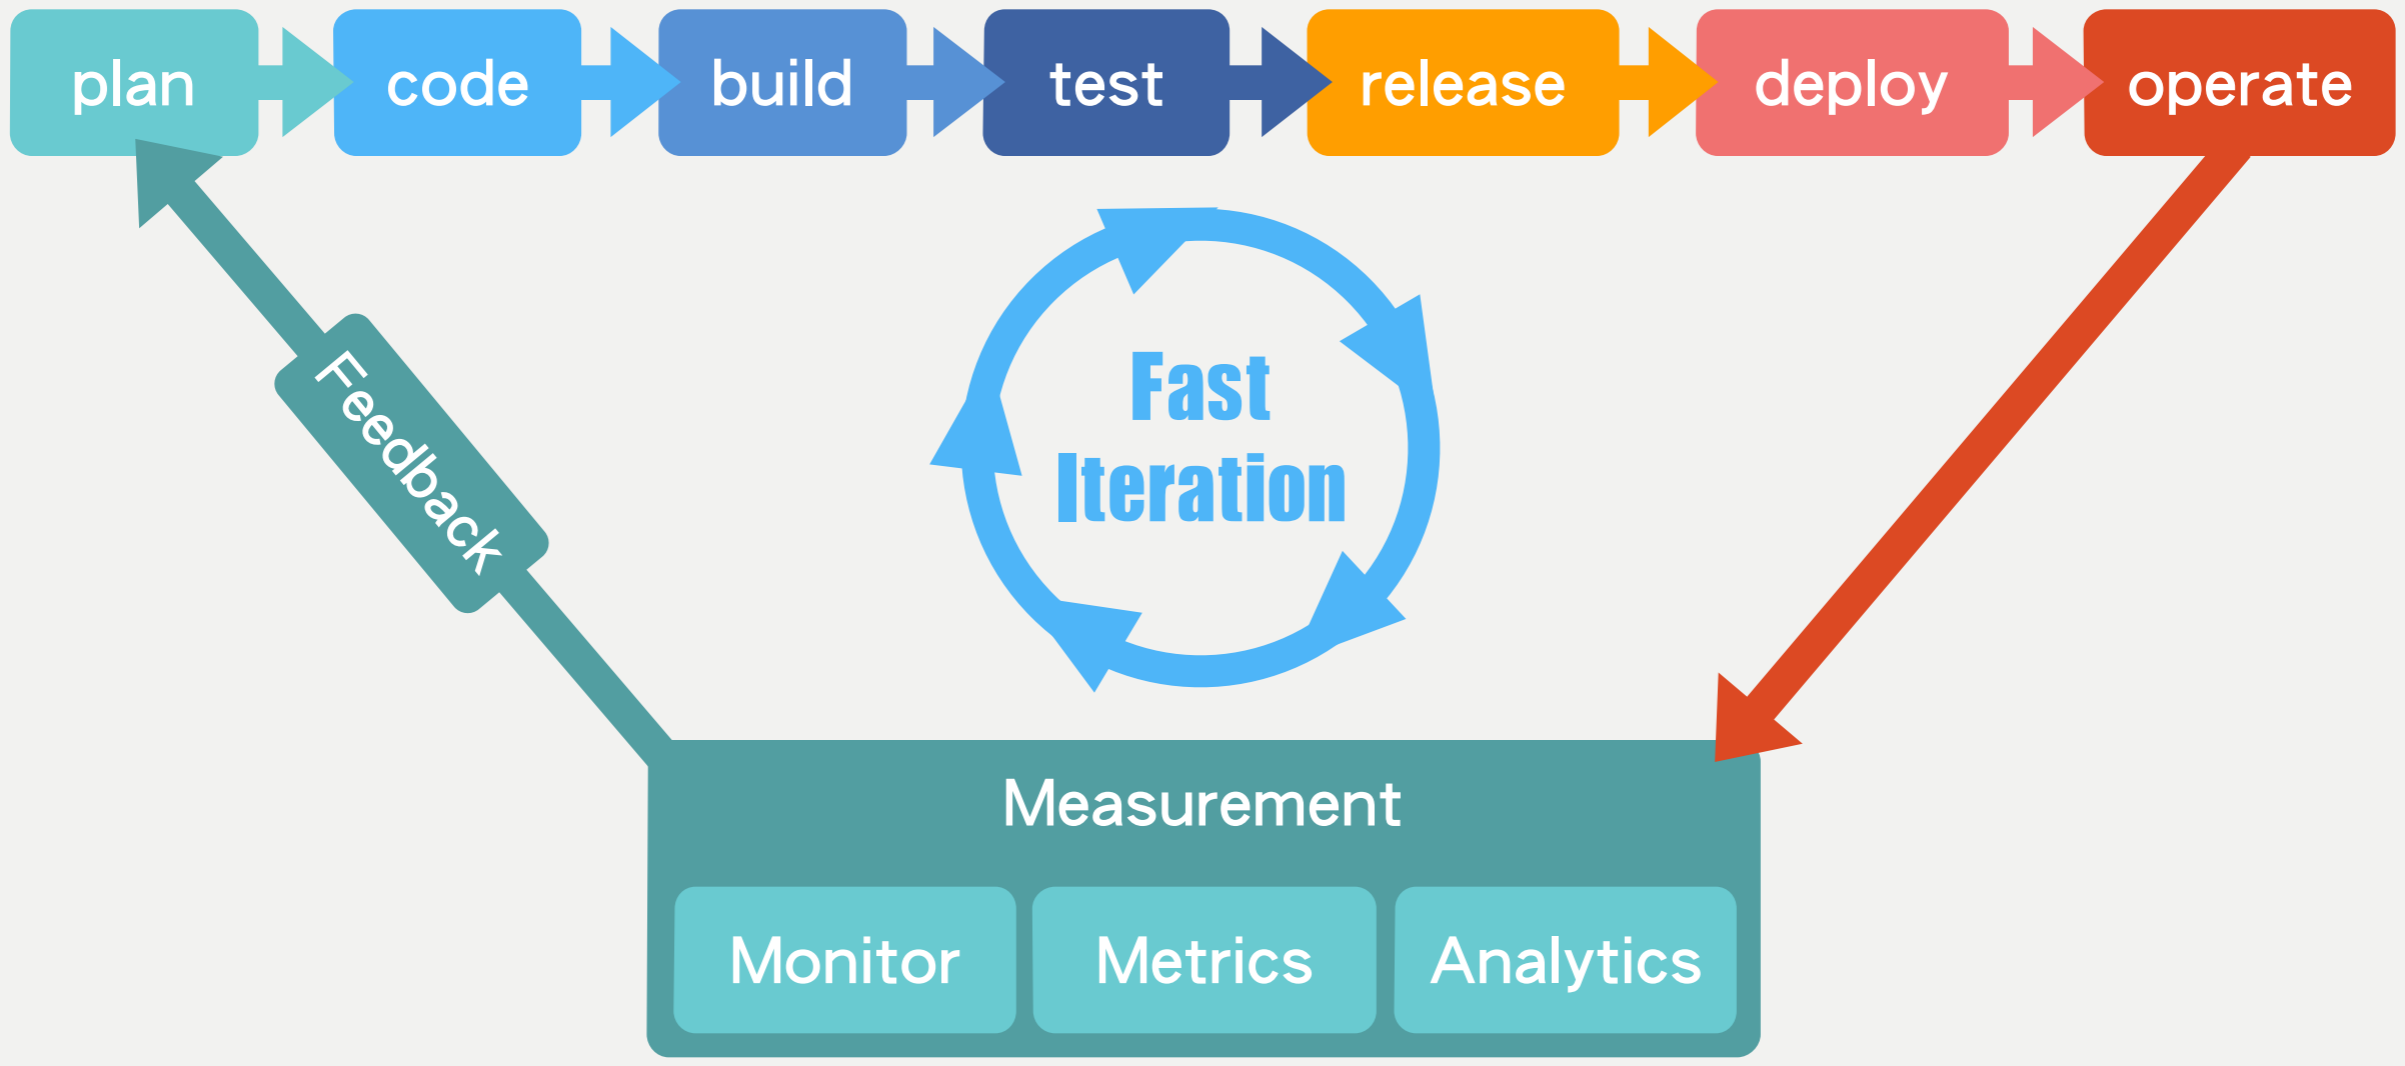 plan
code
build
test
release
deploy
operate
Fast
Iteration
Feedback
Measurement
Monitor
Metrics
Analytics